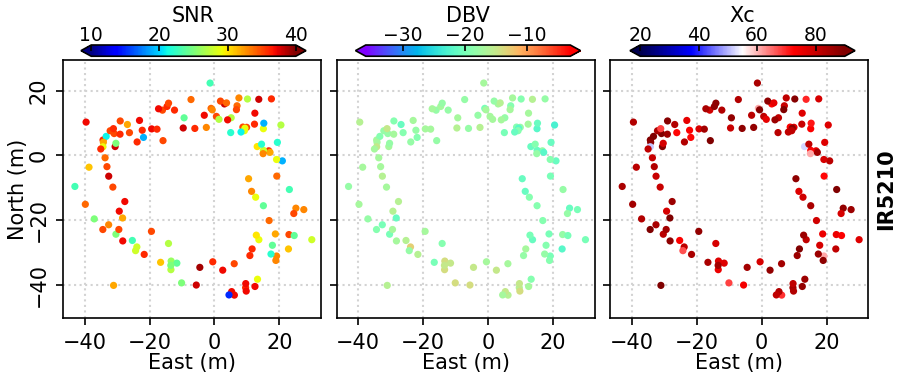 SNR DBV Xc
10 20 30 40 −30 −20 −10 20 40 60 80
20
0
−20
−40
North (m)
IR5210
−40 −20 0 20 −40 −20 0 20 −40 −20 0 20
East (m) East (m) East (m)